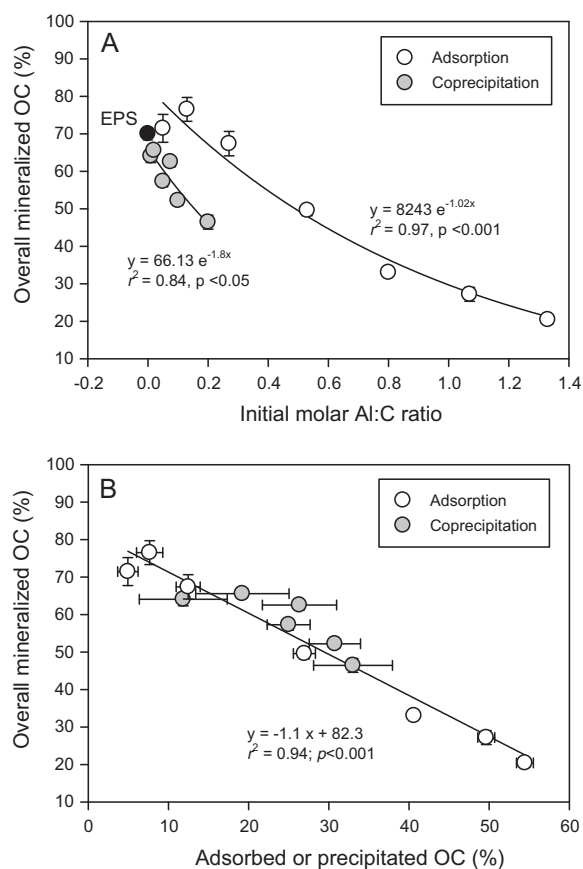 A
Adsorption
Coprecipitation
EPS
y = 8243 e^-1.02x
r² = 0.97, p <0.001
y = 66.13 e^-1.8x
r² = 0.84, p <0.05
Overall mineralized OC (%)
100
90
80
70
60
50
40
30
20
10
-0.2 0.0 0.2 0.4 0.6 0.8 1.0 1.2 1.4
Initial molar Al:C ratio
B
Adsorption
Coprecipitation
y = -1.1 x + 82.3
r² = 0.94; p<0.001
Overall mineralized OC (%)
100
90
80
70
60
50
40
30
20
10
0 10 20 30 40 50 60
Adsorbed or precipitated OC (%)